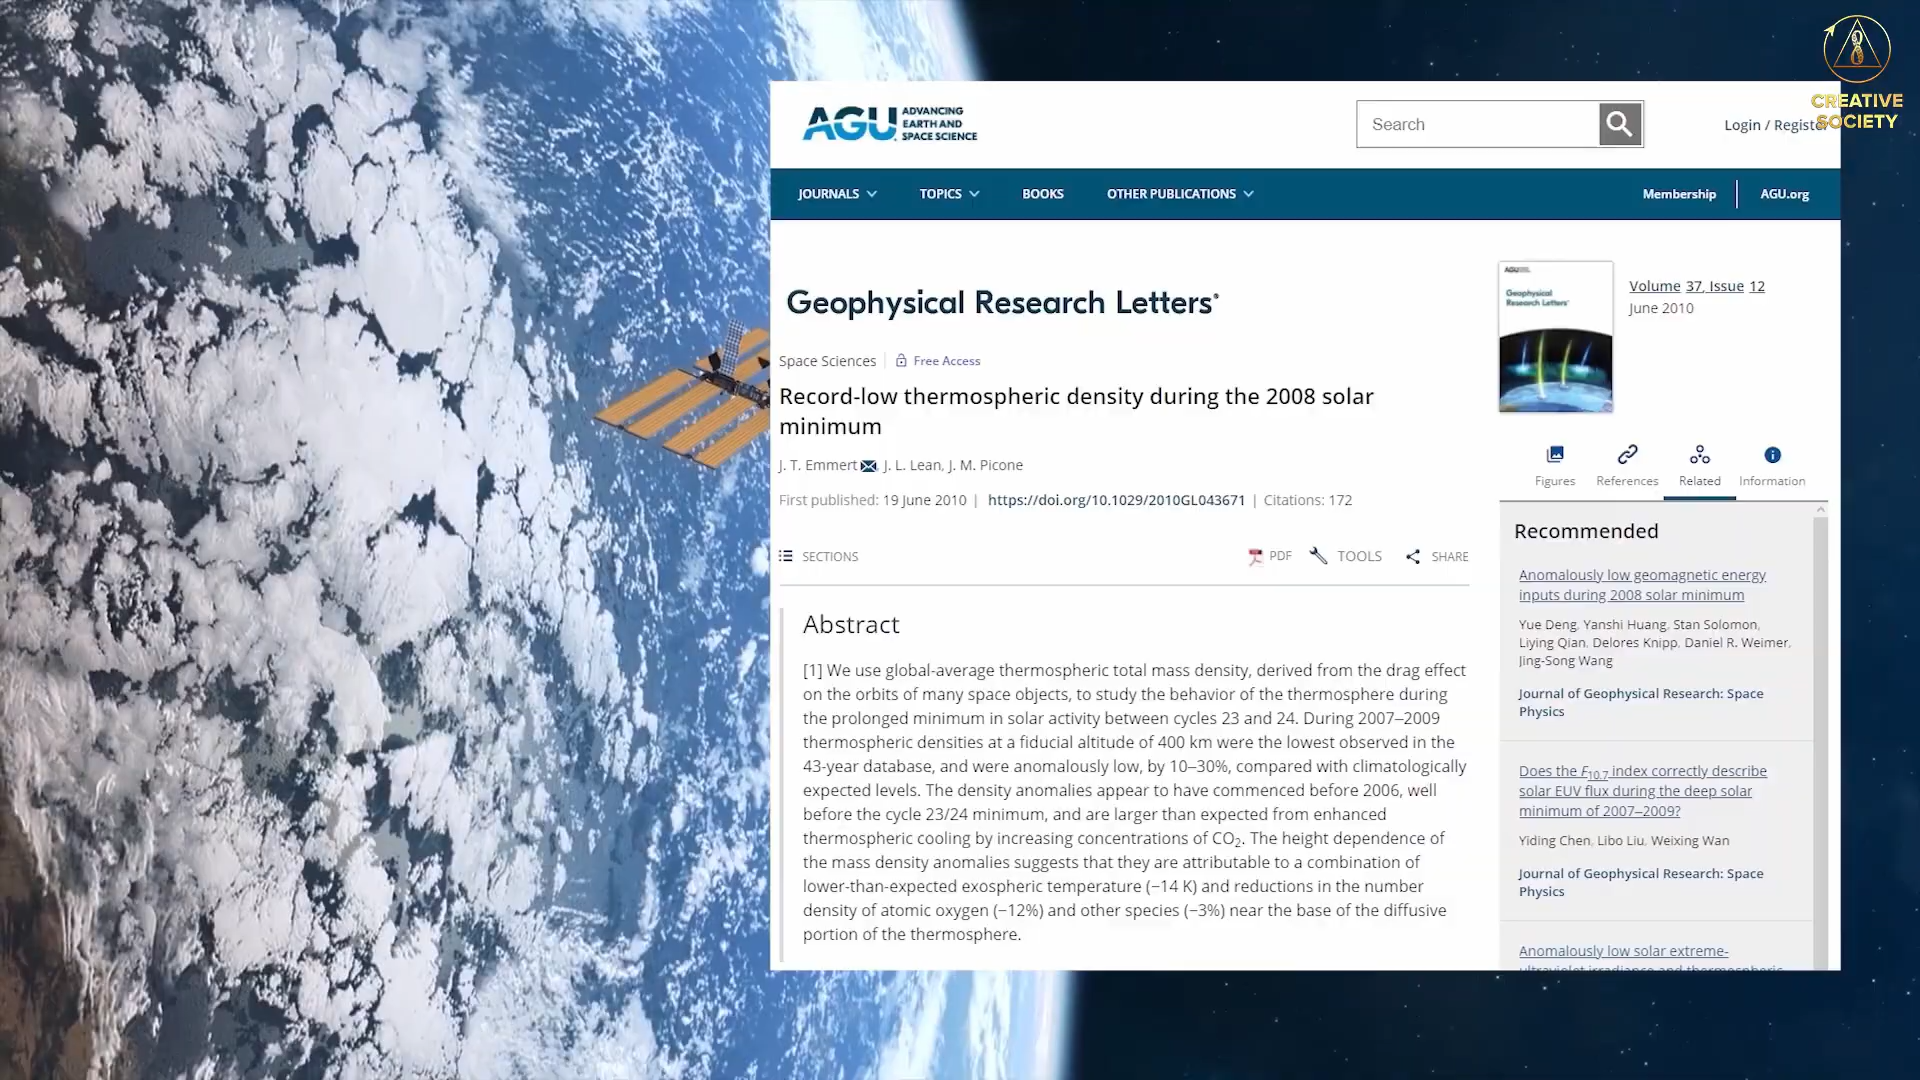 CREATIVE
SOCIETY
AGU ADVANCING
EARTH AND
SPACE SCIENCE
Search
Login / Registe
JOURNALS
TOPICS
BOOKS
OTHER PUBLICATIONS
Membership
AGU.org
Geophysical Research Letters®
Space Sciences
Free Access
Record-low thermospheric density during the 2008 solar
minimum
J. T. Emmert, J. L. Lean, J. M. Picone
First published: 19 June 2010 | https://doi.org/10.1029/2010GL043671 | Citations: 172
SECTIONS
PDF
TOOLS
SHARE
Abstract
[1] We use global-average thermospheric total mass density, derived from the drag effect
on the orbits of many space objects, to study the behavior of the thermosphere during
the prolonged minimum in solar activity between cycles 23 and 24. During 2007–2009
thermospheric densities at a fiducial altitude of 400 km were the lowest observed in the
43-year database, and were anomalously low, by 10–30%, compared with climatologically
expected levels. The density anomalies appear to have commenced before 2006, well
before the cycle 23/24 minimum, and are larger than expected from enhanced
thermospheric cooling by increasing concentrations of CO₂. The height dependence of
the mass density anomalies suggests that they are attributable to a combination of
lower-than-expected exospheric temperature (−14 K) and reductions in the number
density of atomic oxygen (−12%) and other species (−3%) near the base of the diffusive
portion of the thermosphere.
AGU
Geophysical
Research Letters
Volume 37, Issue 12
June 2010
Figures
References
Related
Information
Recommended
Anomalously low geomagnetic energy
inputs during 2008 solar minimum
Yue Deng, Yanshi Huang, Stan Solomon,
Liying Qian, Delores Knipp, Daniel R. Weimer,
Jing-Song Wang
Journal of Geophysical Research: Space
Physics
Does the F10.7 index correctly describe
solar EUV flux during the deep solar
minimum of 2007–2009?
Yiding Chen, Libo Liu, Weixing Wan
Journal of Geophysical Research: Space
Physics
Anomalously low solar extreme-
ultraviolet irradiance and thermospheric